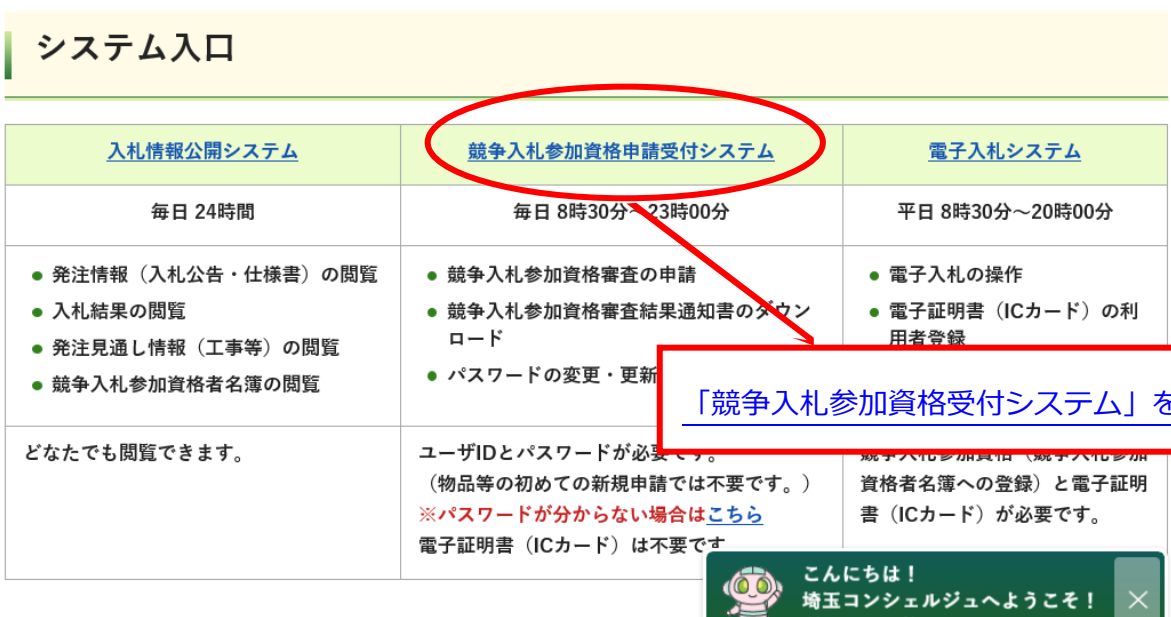 システム入口
入札情報公開システム
競争入札参加資格申請受付システム
電子入札システム
毎日 24時間
毎日 8時30分～23時00分
平日 8時30分～20時00分
発注情報（入札公告・仕様書）の閲覧
入札結果の閲覧
発注見通し情報（工事等）の閲覧
競争入札参加資格者名簿の閲覧
競争入札参加資格審査の申請
競争入札参加資格審査結果通知書のダウン
ロード
パスワードの変更・更新
電子入札の操作
電子証明書（ICカード）の利
用者登録
「競争入札参加資格受付システム」を
どなたでも閲覧できます。
ユーザIDとパスワードが必要です。
（物品等の初めての新規申請では不要です。）
※パスワードが分からない場合はこちら
電子証明書（ICカード）は不要です
競争入札参加資格（競争入札参加
資格者名簿への登録）と電子証明
書（ICカード）が必要です。
こんにちは！
埼玉コンシェルジュへようこそ！